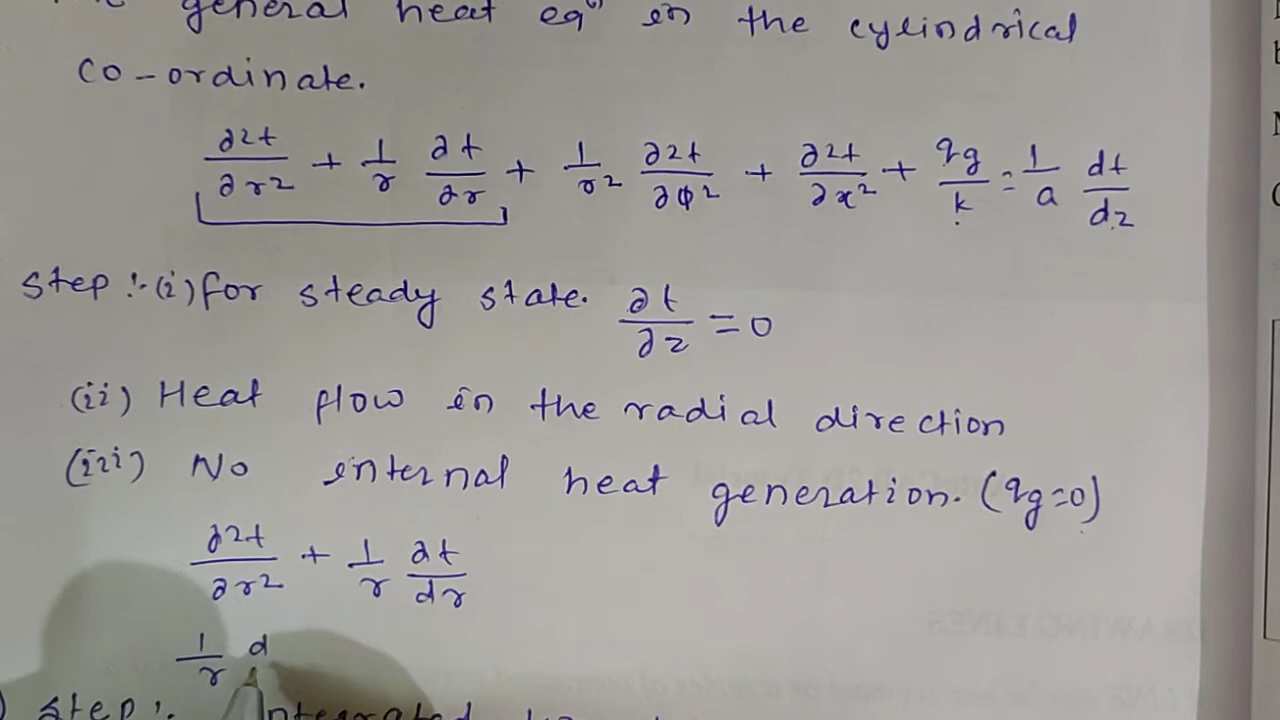 general heat eqⁿ in the cylindrical
co-ordinate.
∂2t/∂r2 + 1/r ∂t/∂r + 1/r2 ∂2t/∂φ2 + ∂2t/∂x2 + qg/k = 1/a dt/dz
step :- (i) for steady state. ∂t/∂z = 0
(ii) Heat flow in the radial direction
(iii) No internal heat generation. (qg=0)
∂2t/∂r2 + 1/r ∂t/dr
1/r d
step :. Integrated